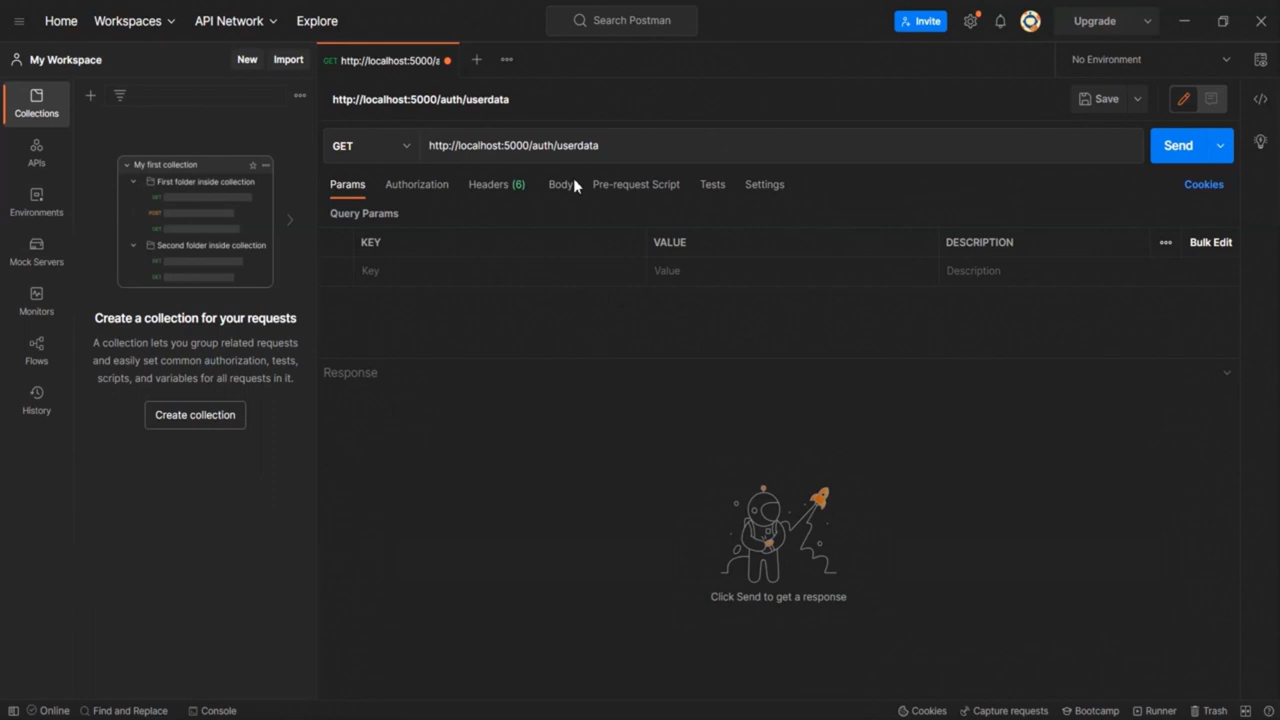 Home Workspaces API Network Explore Search Postman Invite Upgrade
My Workspace New Import GET http://localhost:5000/a No Environment
http://localhost:5000/auth/userdata Save
Collections
GET http://localhost:5000/auth/userdata Send
APIs
Params Authorization Headers (6) Body Pre-request Script Tests Settings Cookies
Environments
Query Params
Mock Servers
KEY VALUE DESCRIPTION Bulk Edit
Key Value Description
Monitors
Flows
History
My first collection
First folder inside collection
GET
POST
GET
Second folder inside collection
GET
GET
Create a collection for your requests
A collection lets you group related requests
and easily set common authorization, tests,
scripts, and variables for all requests in it.
Create collection
Response
Click Send to get a response
Online Find and Replace Console Cookies Capture requests Bootcamp Runner Trash